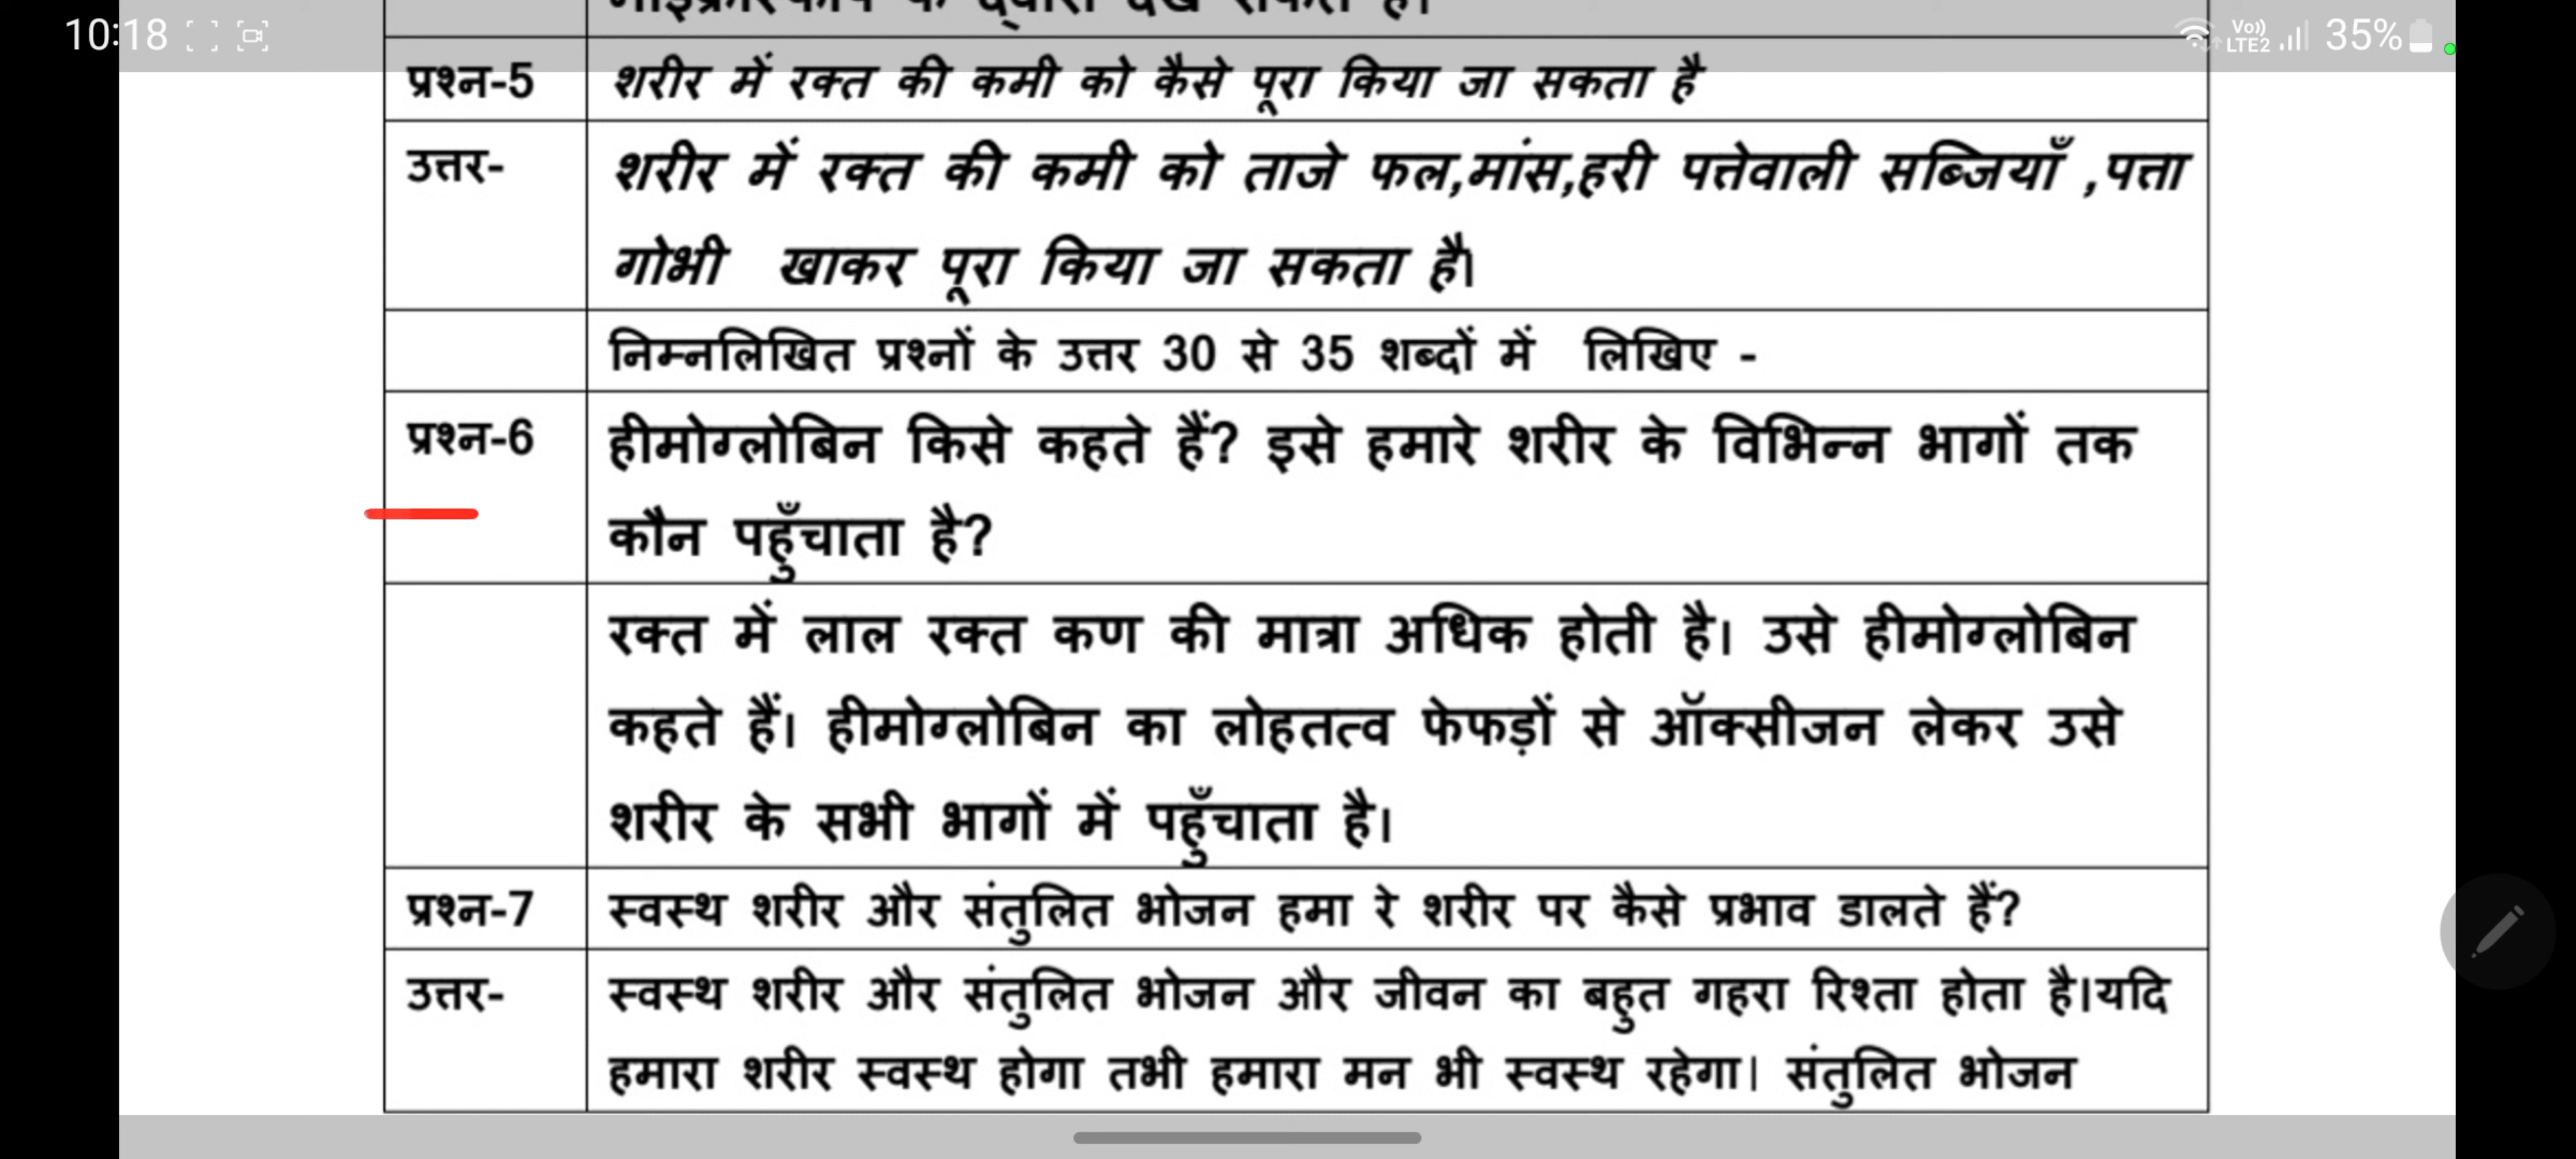 10:18
Vo)) LTE2 35%
के द्वारा देख सकते हैं।
प्रश्न-5 शरीर में रक्त की कमी को कैसे पूरा किया जा सकता है
उत्तर- शरीर में रक्त की कमी को ताजे फल,मांस,हरी पत्तेवाली सब्जियाँ ,पत्ता
गोभी खाकर पूरा किया जा सकता है।
निम्नलिखित प्रश्नों के उत्तर 30 से 35 शब्दों में लिखिए -
प्रश्न-6 हीमोग्लोबिन किसे कहते हैं? इसे हमारे शरीर के विभिन्न भागों तक
कौन पहुँचाता है?
रक्त में लाल रक्त कण की मात्रा अधिक होती है। उसे हीमोग्लोबिन
कहते हैं। हीमोग्लोबिन का लोहतत्व फेफड़ों से ऑक्सीजन लेकर उसे
शरीर के सभी भागों में पहुँचाता है।
प्रश्न-7 स्वस्थ शरीर और संतुलित भोजन हमा रे शरीर पर कैसे प्रभाव डालते हैं?
उत्तर- स्वस्थ शरीर और संतुलित भोजन और जीवन का बहुत गहरा रिश्ता होता है।यदि
हमारा शरीर स्वस्थ होगा तभी हमारा मन भी स्वस्थ रहेगा। संतुलित भोजन